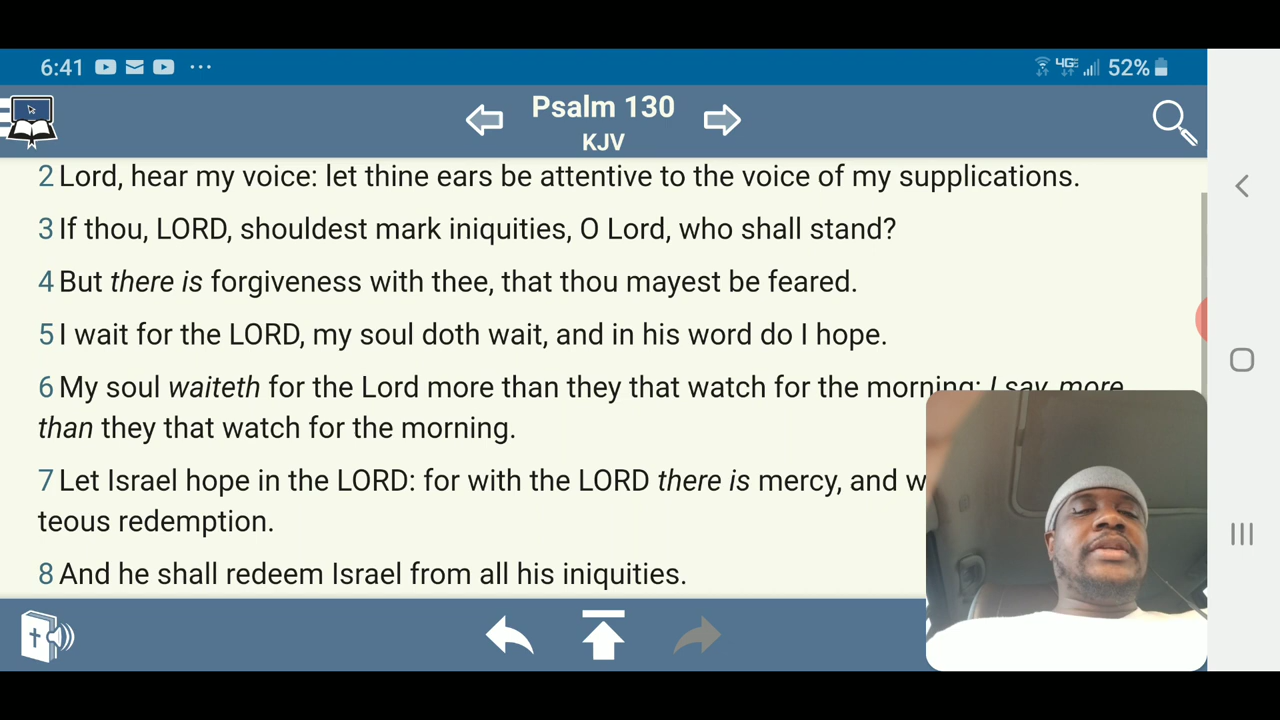 6:41 ... 4GE 52%
Psalm 130
KJV
2 Lord, hear my voice: let thine ears be attentive to the voice of my supplications.
3 If thou, LORD, shouldest mark iniquities, O Lord, who shall stand?
4 But there is forgiveness with thee, that thou mayest be feared.
5 I wait for the LORD, my soul doth wait, and in his word do I hope.
6 My soul waiteth for the Lord more than they that watch for the morning: I say, more
than they that watch for the morning.
7 Let Israel hope in the LORD: for with the LORD there is mercy, and
teous redemption.
8 And he shall redeem Israel from all his iniquities.